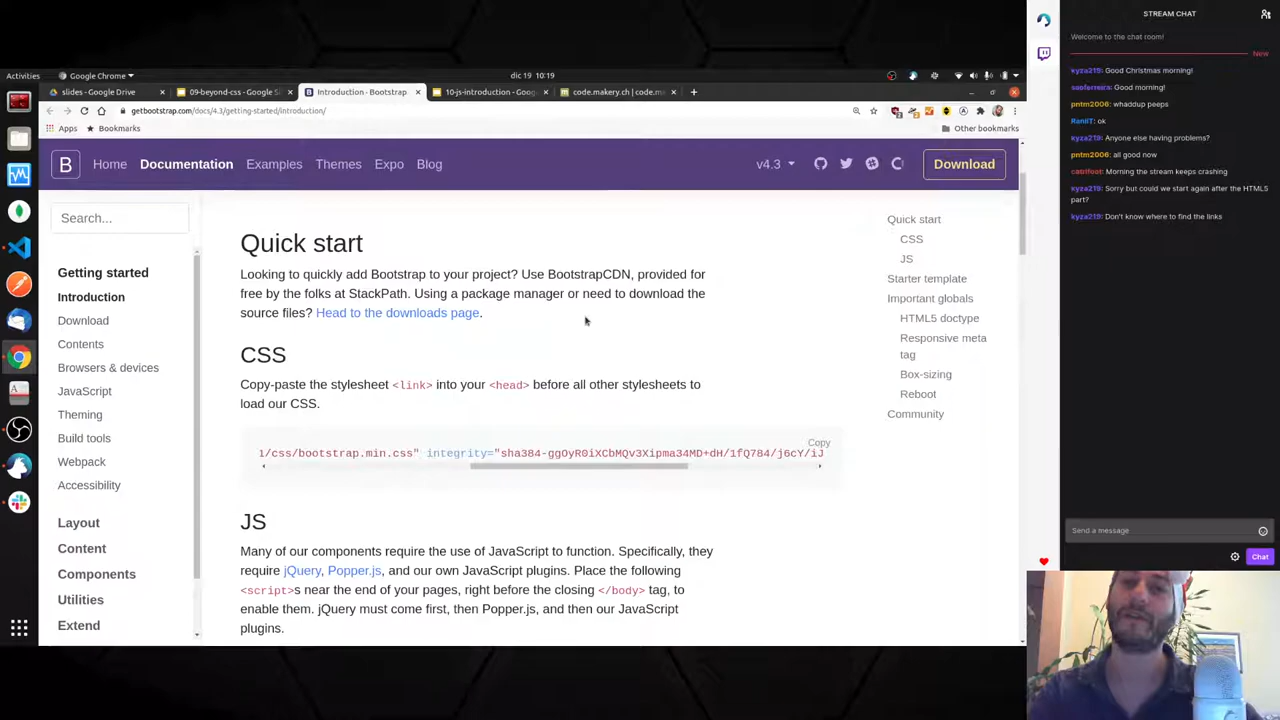 STREAM CHAT
Welcome to the chat room!
New
kyza219: Good Christmas morning!
Good morning!
pntm2006: whaddup peeps
RaniIT: ok
kyza219: Anyone else having problems?
pntm2006: all good now
Morning the stream keeps crashing
kyza219: Sorry but could we start again after the HTML5
part?
kyza219: Don't know where to find the links
Send a message
Chat
Activities
Google Chrome
dic 19 10:19
slides - Google Drive
09-beyond-css - Google Sl
Introduction · Bootstrap
10-js-introduction - Goog
code.makery.ch | code.m
getbootstrap.com/docs/4.3/getting-started/introduction/
Apps
Bookmarks
Other bookmarks
B
Home
Documentation
Examples
Themes
Expo
Blog
v4.3
Download
Search...
Getting started
Introduction
Download
Contents
Browsers & devices
JavaScript
Theming
Build tools
Webpack
Accessibility
Layout
Content
Components
Utilities
Extend
Quick start
Looking to quickly add Bootstrap to your project? Use BootstrapCDN, provided for
free by the folks at StackPath. Using a package manager or need to download the
source files? Head to the downloads page.
CSS
Copy-paste the stylesheet <link> into your <head> before all other stylesheets to
load our CSS.
Copy
l/css/bootstrap.min.css" integrity="sha384-ggOyR0iXCbMQv3Xipma34MD+dH/1fQ784/j6cY/iJ
JS
Many of our components require the use of JavaScript to function. Specifically, they
require jQuery, Popper.js, and our own JavaScript plugins. Place the following
<script>s near the end of your pages, right before the closing </body> tag, to
enable them. jQuery must come first, then Popper.js, and then our JavaScript
plugins.
Quick start
CSS
JS
Starter template
Important globals
HTML5 doctype
Responsive meta
tag
Box-sizing
Reboot
Community